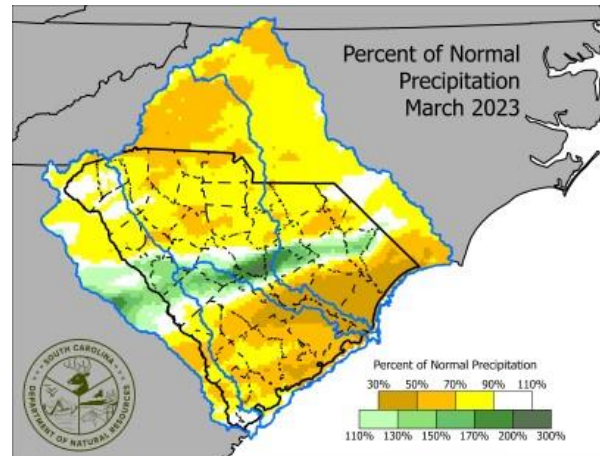 Percent of Normal
Precipitation
March 2023
SOUTH CAROLINA
DEPARTMENT OF NATURAL RESOURCES
Percent of Normal Precipitation
30% 50% 70% 90% 110%
110% 130% 150% 170% 200% 300%